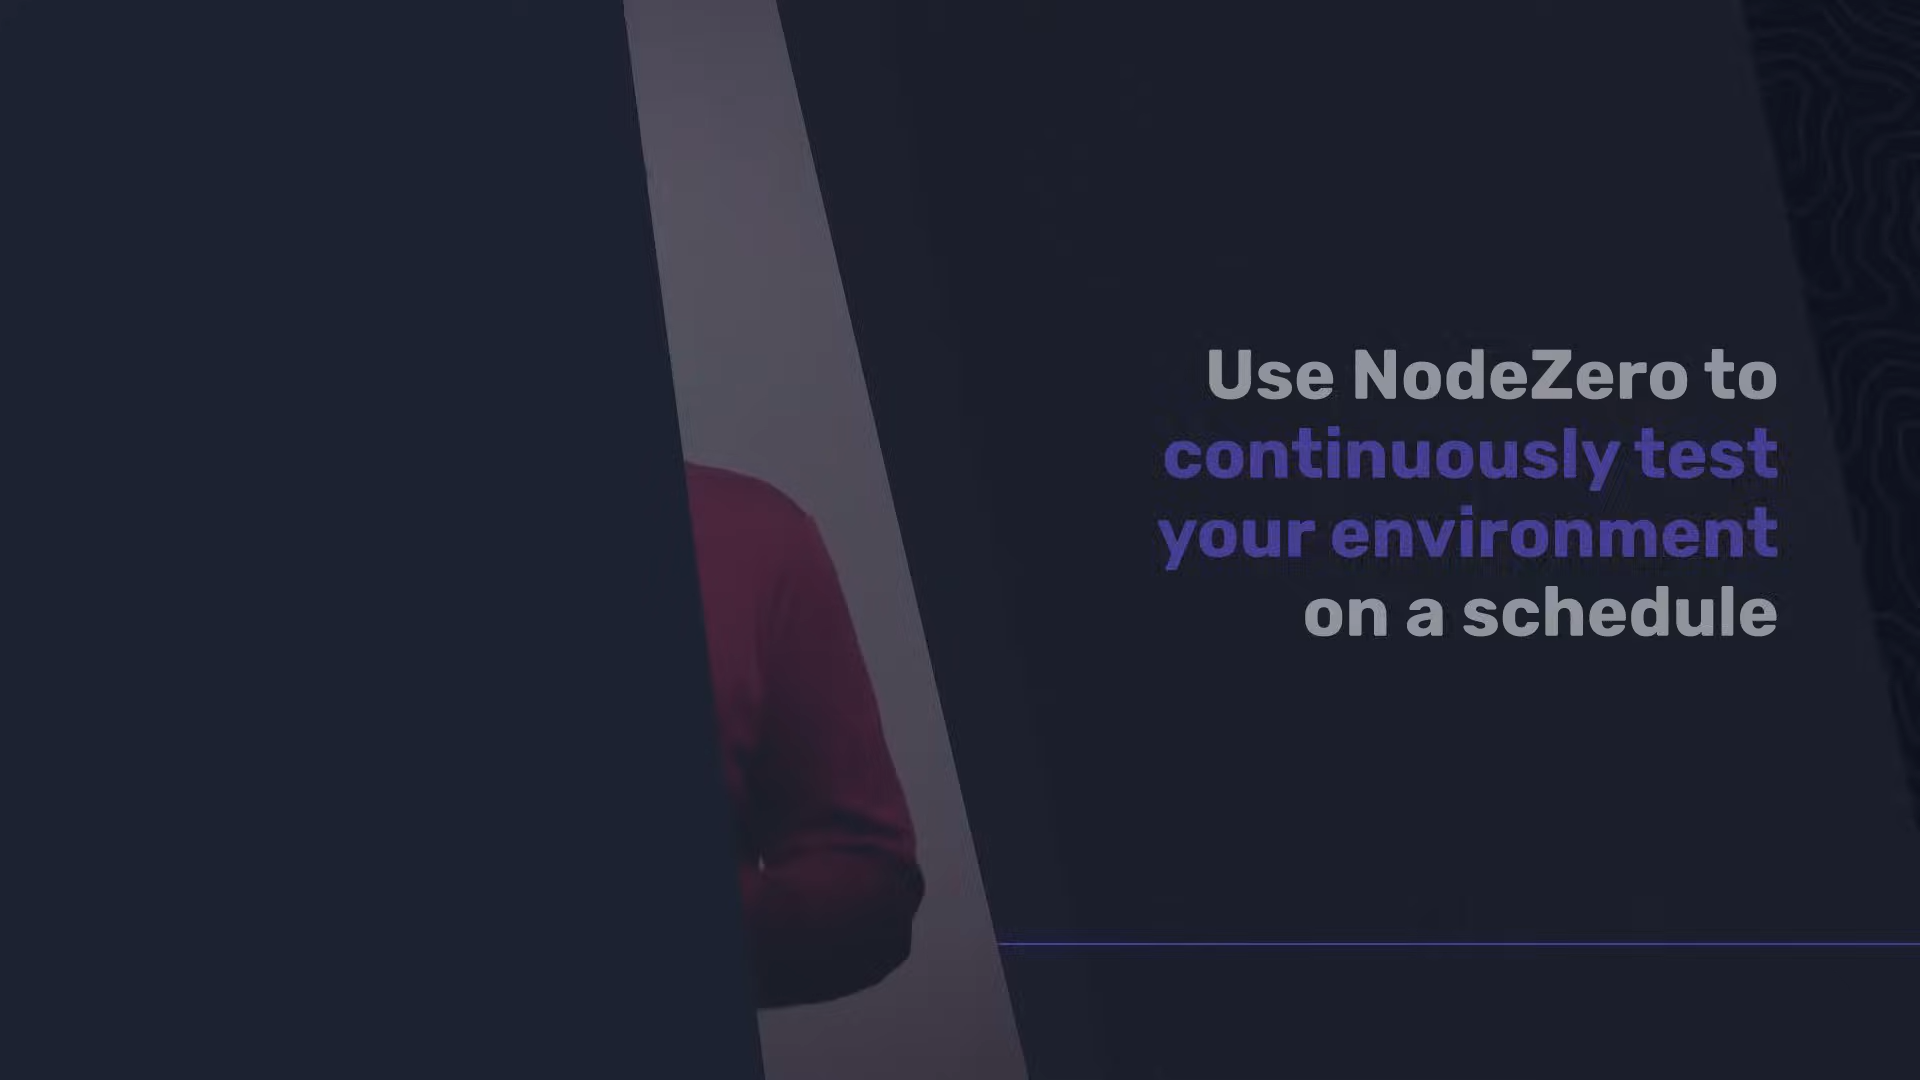 Use NodeZero to
continuously test
your environment
on a schedule